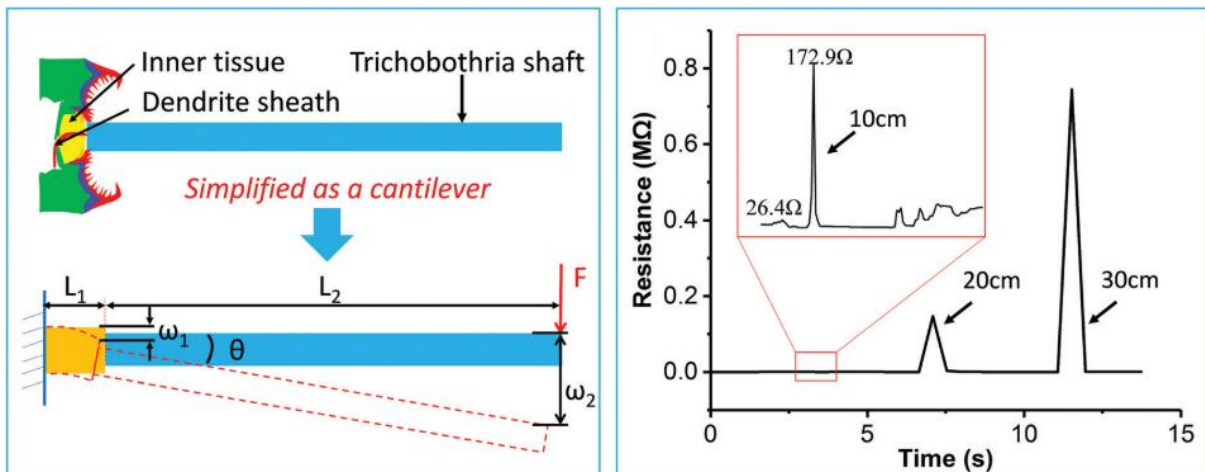 Inner tissue
Dendrite sheath
Trichobothria shaft
Simplified as a cantilever
L1
L2
F
ω1
θ
ω2
Resistance (MΩ)
0.8
0.6
0.4
0.2
0.0
172.9Ω
10cm
26.4Ω
20cm
30cm
0
5
10
15
Time (s)